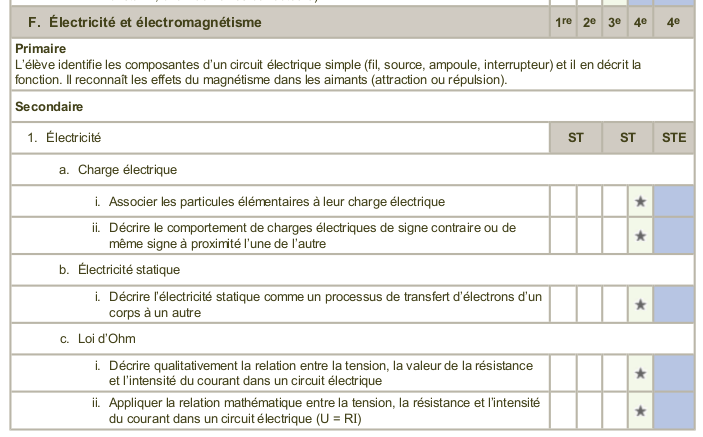 F. Électricité et électromagnétisme 1re 2e 3e 4e 4e
Primaire
L'élève identifie les composantes d'un circuit électrique simple (fil, source, ampoule, interrupteur) et il en décrit la
fonction. Il reconnaît les effets du magnétisme dans les aimants (attraction ou répulsion).
Secondaire
1. Électricité ST ST STE
a. Charge électrique
i. Associer les particules élémentaires à leur charge électrique ★
ii. Décrire le comportement de charges électriques de signe contraire ou de
même signe à proximité l'une de l'autre ★
b. Électricité statique
i. Décrire l'électricité statique comme un processus de transfert d'électrons d'un
corps à un autre ★
c. Loi d'Ohm
i. Décrire qualitativement la relation entre la tension, la valeur de la résistance
et l'intensité du courant dans un circuit électrique ★
ii. Appliquer la relation mathématique entre la tension, la résistance et l'intensité
du courant dans un circuit électrique (U = RI) ★